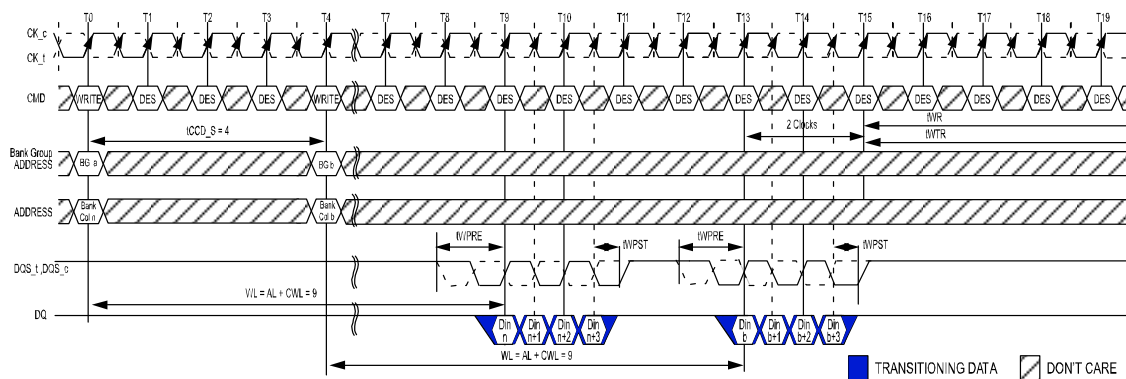 T0 T1 T2 T3 T4 T7 T8 T9 T10 T11 T12 T13 T14 T15 T16 T17 T18 T19
CK_c
CK_t
CMD WRITE DES DES DES WRITE DES DES DES DES DES DES DES DES DES DES DES DES DES
tCCD_S = 4
2 Clocks
tWR
tWTR
Bank Group
ADDRESS
BG a
BG b
ADDRESS
Bank
Col n
Bank
Col b
tWPRE
tWPST
tWPRE
tWPST
DQS_t ,DQS_c
WL = AL + CWL = 9
DQ
Din
n
Din
n+1
Din
n+2
Din
n+3
Din
b
Din
b+1
Din
b+2
Din
b+3
WL = AL + CWL = 9
TRANSITIONING DATA
DON'T CARE